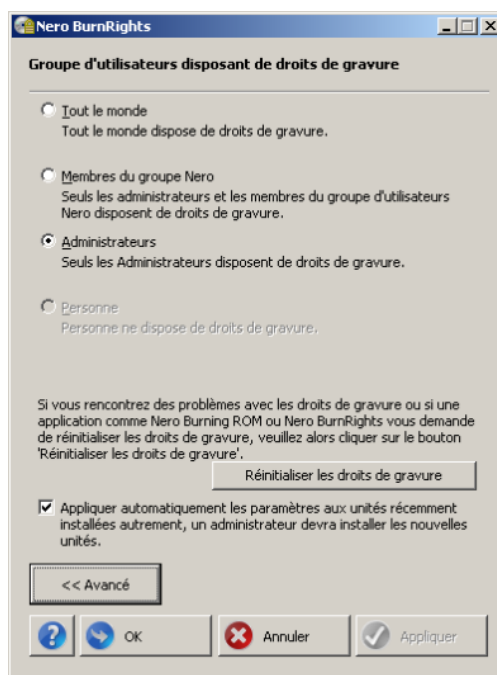 Nero BurnRights
Groupe d'utilisateurs disposant de droits de gravure
Tout le monde
Tout le monde dispose de droits de gravure.
Membres du groupe Nero
Seuls les administrateurs et les membres du groupe d'utilisateurs
Nero disposent de droits de gravure.
Administrateurs
Seuls les Administrateurs disposent de droits de gravure.
Personne
Personne ne dispose de droits de gravure.
Si vous rencontrez des problèmes avec les droits de gravure ou si une
application comme Nero Burning ROM ou Nero BurnRights vous demande
de réinitialiser les droits de gravure, veuillez alors cliquer sur le bouton
'Réinitialiser les droits de gravure'.
Réinitialiser les droits de gravure
Appliquer automatiquement les paramètres aux unités récemment
installées autrement, un administrateur devra installer les nouvelles
unités.
<< Avancé
? OK Annuler Appliquer